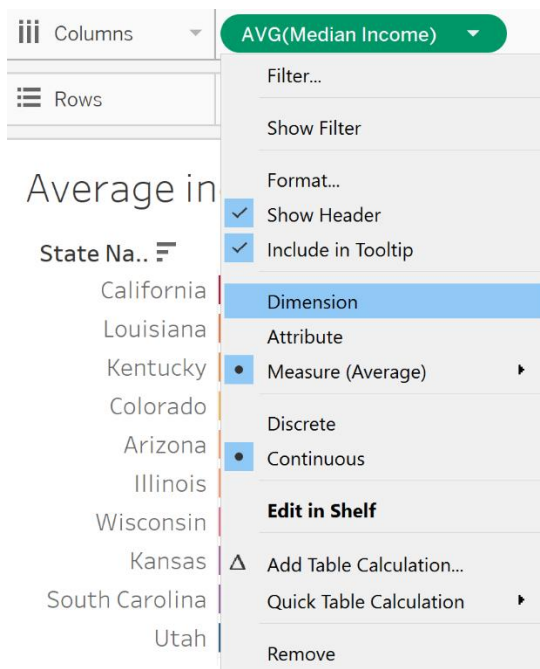 Columns
AVG(Median Income)
Filter...
Rows
Show Filter
Average in
Format...
Show Header
State Na..
Include in Tooltip
California
Dimension
Louisiana
Attribute
Kentucky
Measure (Average)
Colorado
Discrete
Arizona
Continuous
Illinois
Edit in Shelf
Wisconsin
Kansas
Add Table Calculation...
South Carolina
Quick Table Calculation
Utah
Remove